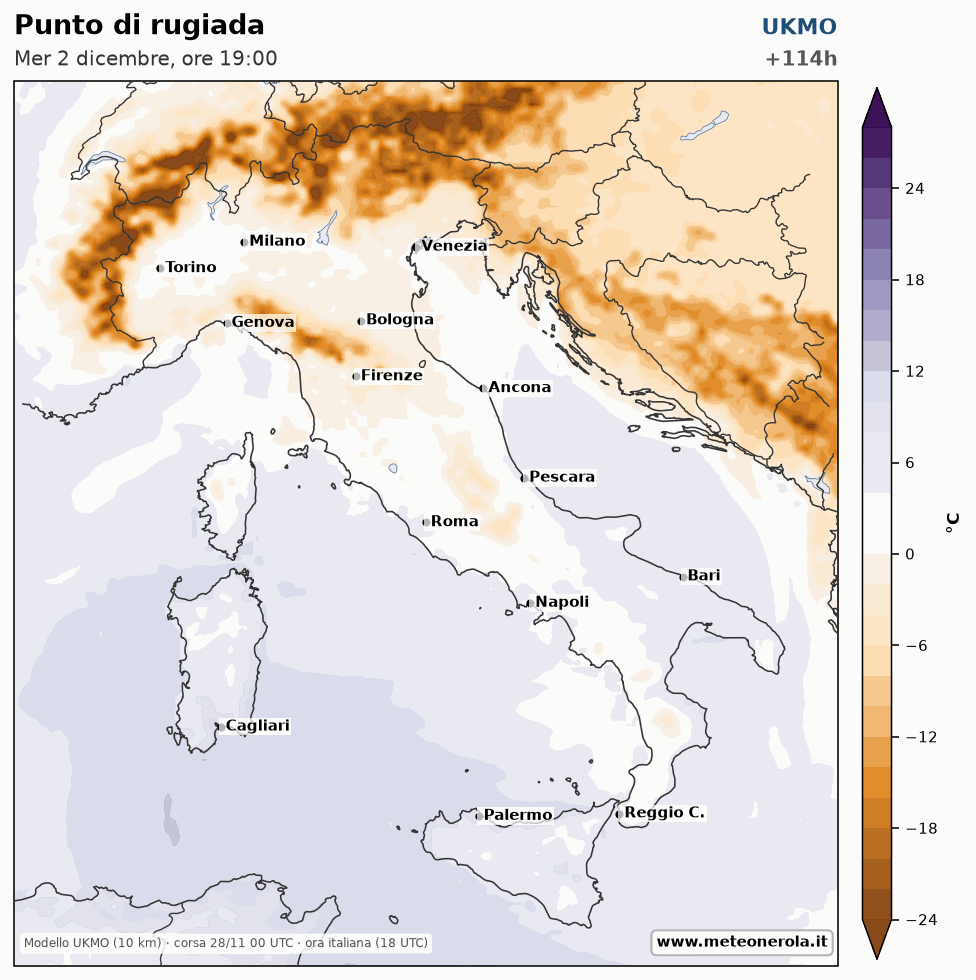 Punto di rugiada
UKMO
Mer 2 dicembre, ore 19:00
+114h
24
18
12
6
0
−6
−12
−18
−24
°C
Milano
Venezia
Torino
Genova
Bologna
Firenze
Ancona
Pescara
Roma
Bari
Napoli
Cagliari
Palermo
Reggio C.
Modello UKMO (10 km) · corsa 28/11 00 UTC · ora italiana (18 UTC)
www.meteonerola.it